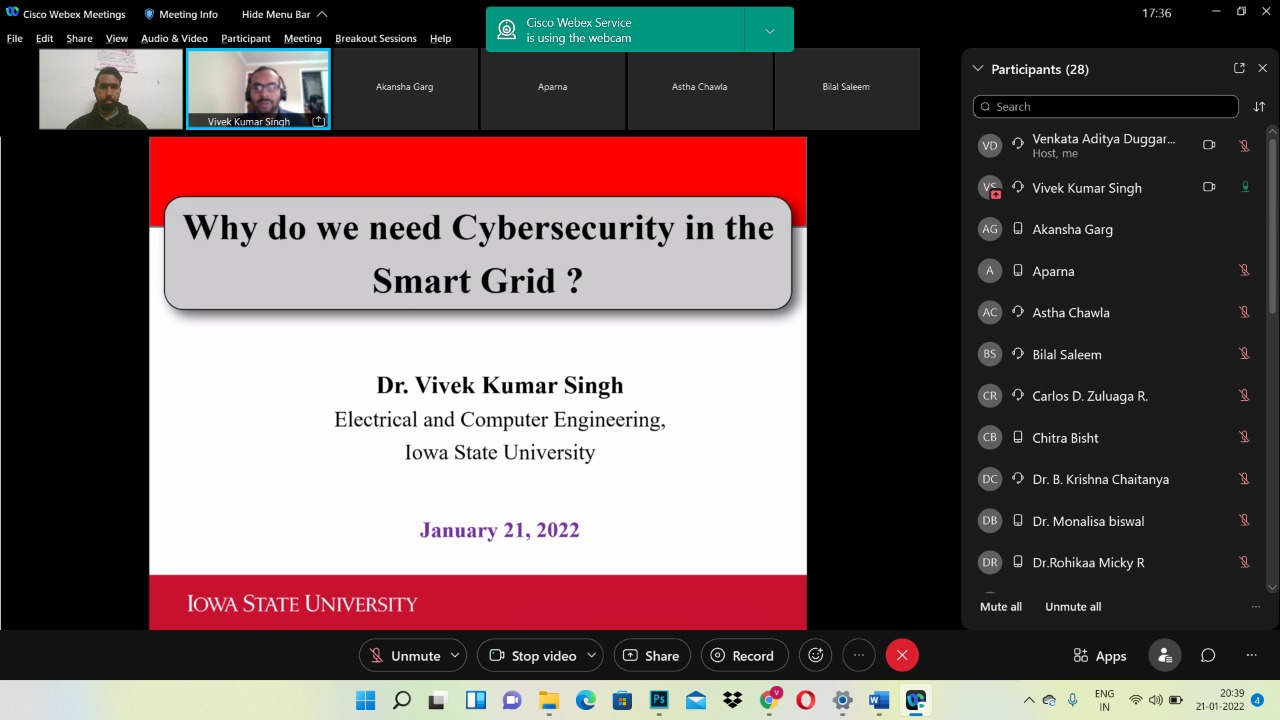 Cisco Webex Meetings Meeting Info Hide Menu Bar
Cisco Webex Service
is using the webcam
17:36
File Edit Share View Audio & Video Participant Meeting Breakout Sessions Help
Vivek Kumar Singh
Akansha Garg
Aparna
Astha Chawla
Bilal Saleem
Why do we need Cybersecurity in the
Smart Grid ?
Dr. Vivek Kumar Singh
Electrical and Computer Engineering,
Iowa State University
January 21, 2022
IOWA STATE UNIVERSITY
Participants (28)
Search
VD Venkata Aditya Duggar...
Host, me
VS Vivek Kumar Singh
AG Akansha Garg
A Aparna
AC Astha Chawla
BS Bilal Saleem
CR Carlos D. Zuluaga R.
CB Chitra Bisht
DC Dr. B. Krishna Chaitanya
DB Dr. Monalisa biswal
DR Dr.Rohikaa Micky R
Mute all Unmute all
Unmute Stop video Share Record Apps
Ps V W
ENG
IN
20:39
21-01-2022
4